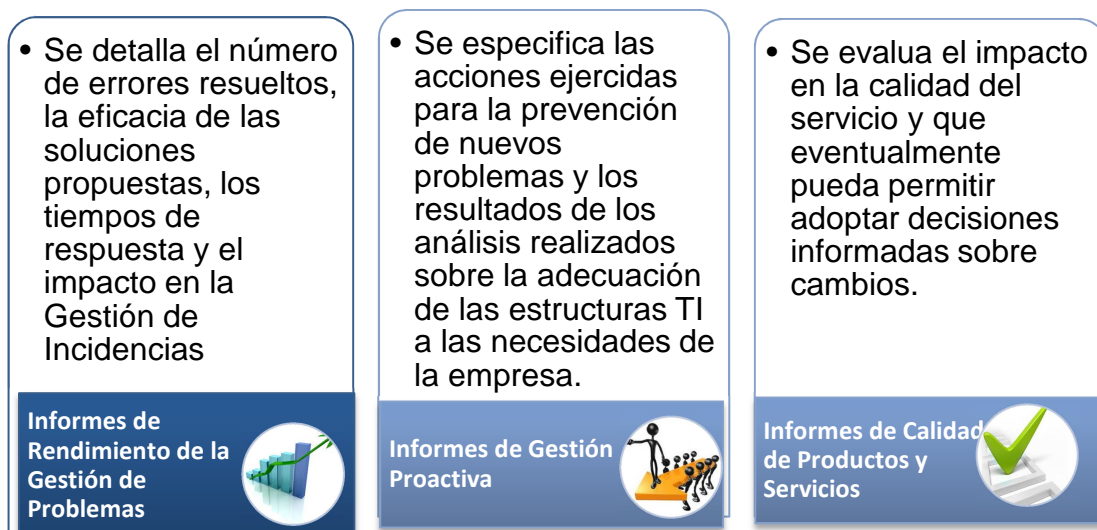 • Se detalla el número
de errores resueltos,
la eficacia de las
soluciones
propuestas, los
tiempos de
respuesta y el
impacto en la
Gestión de
Incidencias
Informes de
Rendimiento de la
Gestión de
Problemas
• Se especifica las
acciones ejercidas
para la prevención
de nuevos
problemas y los
resultados de los
análisis realizados
sobre la adecuación
de las estructuras TI
a las necesidades de
la empresa.
Informes de Gestión
Proactiva
• Se evalua el impacto
en la calidad del
servicio y que
eventualmente
pueda permitir
adoptar decisiones
informadas sobre
cambios.
Informes de Calidad
de Productos y
Servicios